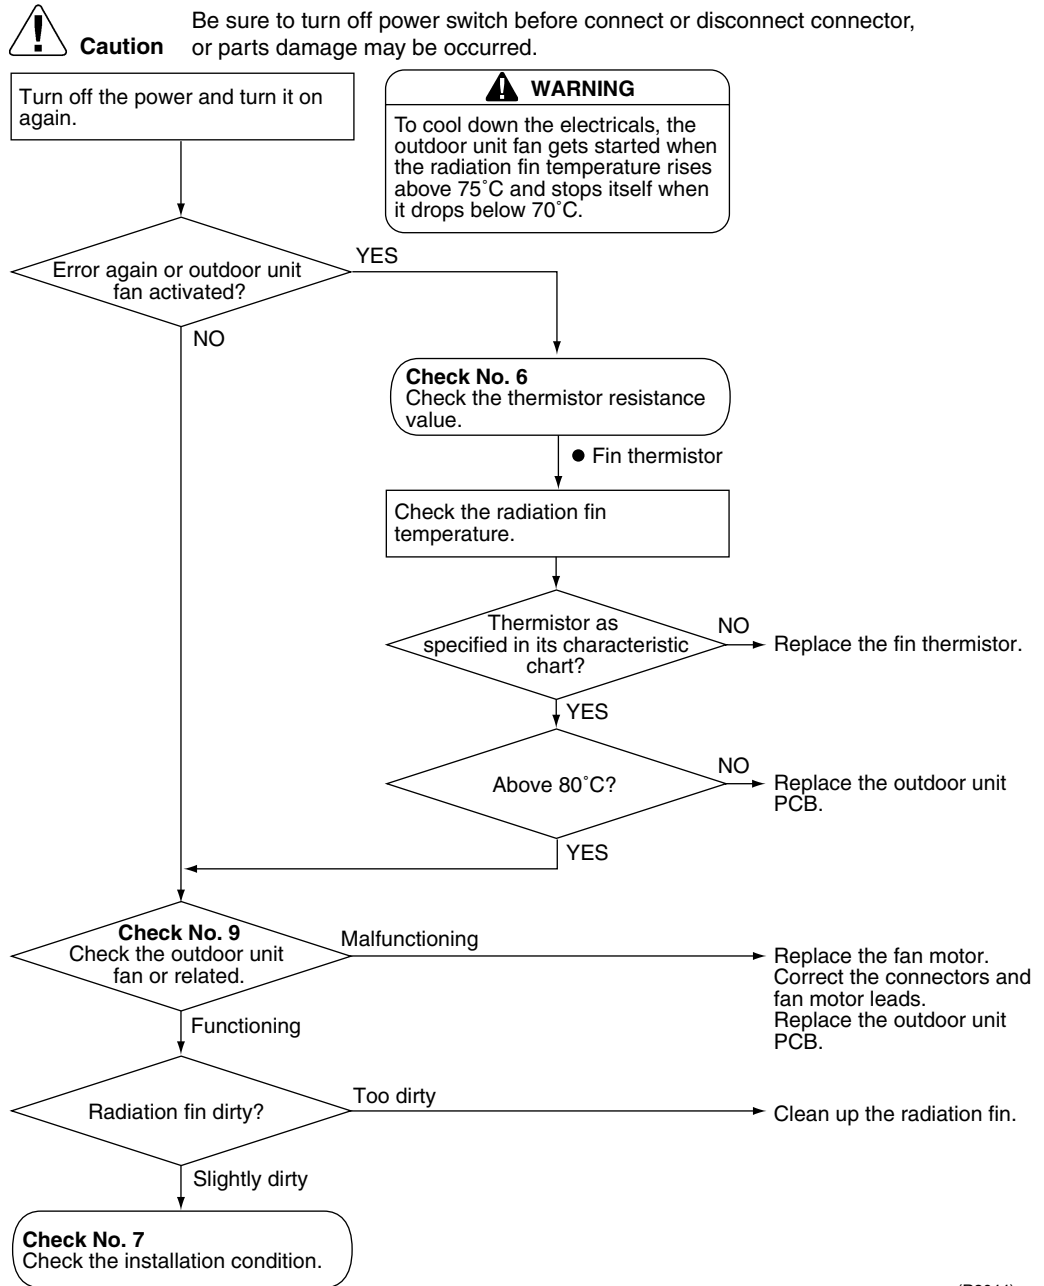 Be sure to turn off power switch before connect or disconnect connector,
Caution or parts damage may be occurred.
Turn off the power and turn it on
again.
WARNING
To cool down the electricals, the
outdoor unit fan gets started when
the radiation fin temperature rises
above 75˚C and stops itself when
it drops below 70˚C.
Error again or outdoor unit
fan activated?
YES
NO
Check No. 6
Check the thermistor resistance
value.
● Fin thermistor
Check the radiation fin
temperature.
Thermistor as
specified in its characteristic
chart?
NO
Replace the fin thermistor.
YES
Above 80˚C?
NO
Replace the outdoor unit
PCB.
YES
Check No. 9
Check the outdoor unit
fan or related.
Malfunctioning
Replace the fan motor.
Correct the connectors and
fan motor leads.
Replace the outdoor unit
PCB.
Functioning
Radiation fin dirty?
Too dirty
Clean up the radiation fin.
Slightly dirty
Check No. 7
Check the installation condition.